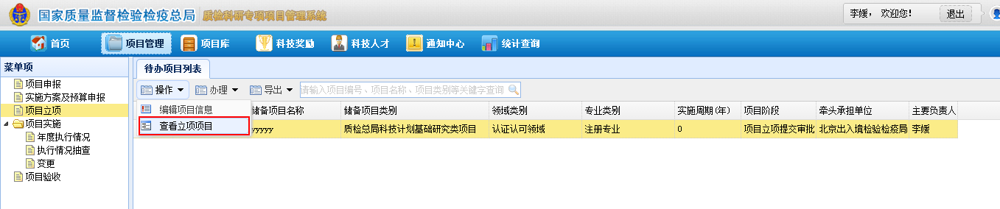 国家质量监督检验检疫总局 质检科研专项项目管理系统
李媛， 欢迎您! 退出
首页 项目管理 项目库 科技奖励 科技人才 通知中心 统计查询
菜单项
项目申报
实施方案及预算申报
项目立项
项目实施
年度执行情况
执行情况抽查
变更
项目验收
待办项目列表
操作 办理 导出 请输入项目编号、项目名称、项目类别等关键字查询
编辑项目信息
查看立项项目
储备项目名称 储备项目类别 领域类别 专业类别 实施周期(年) 项目阶段 牵头承担单位 主要负责人
yyyyy 质检总局科技计划基础研究类项目 认证认可领域 注册专业 0 项目立项提交审批 北京出入境检验检疫局 李媛